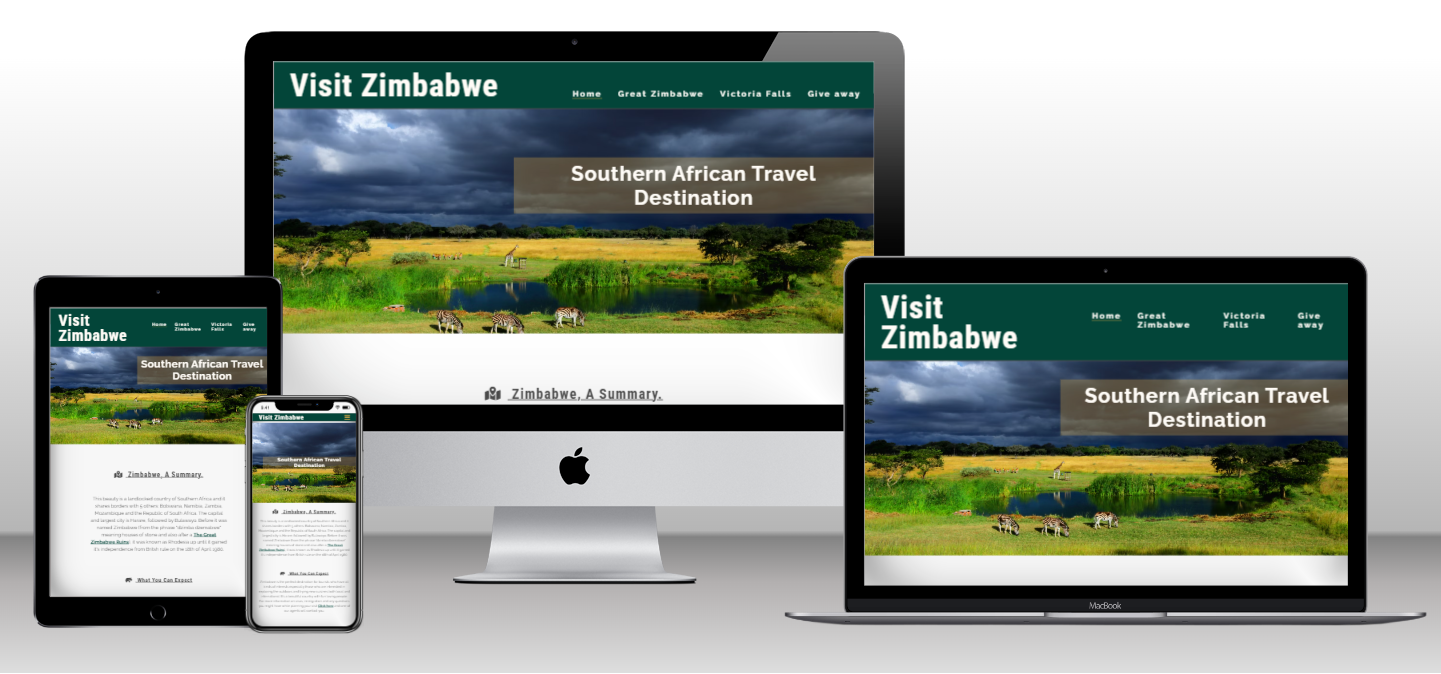 Visit Zimbabwe
Home Great Zimbabwe Victoria Falls Give away
Southern African Travel
Destination
Zimbabwe, A Summary.
Visit
Zimbabwe
Home Great
Zimbabwe Victoria
Falls Give
away
Southern African Travel
Destination
Zimbabwe, A Summary.
This beauty is a landlocked country of Southern Africa and it
shares borders with 5 others: Botswana, Namibia, Zambia,
Mozambique and the Republic of South Africa. The capital
and largest city is Harare, followed by Bulawayo. Before it was
named Zimbabwe (from the phrase "dzimba dzemabwe"
meaning houses of stone and also after a The Great
Zimbabwe Ruins) it was known as Rhodesia up until it gained
it's independence from British rule on the 18th of April, 1980.
What You Can Expect
9:41
Visit Zimbabwe
Southern African Travel
Destination
Zimbabwe, A Summary.
What You Can Expect
Visit
Zimbabwe
Home Great
Zimbabwe Victoria
Falls Give
away
Southern African Travel
Destination
MacBook